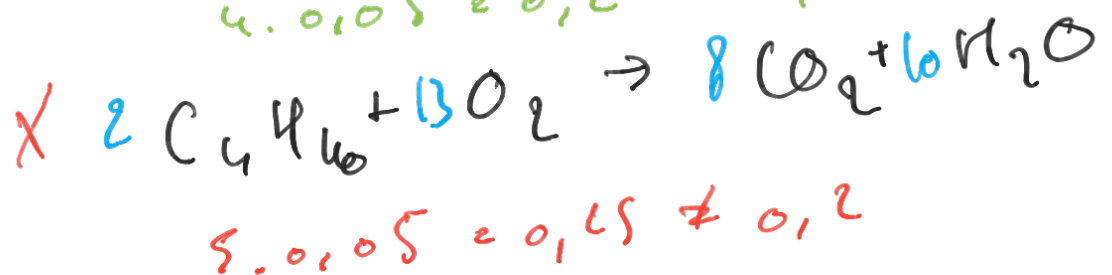 4 . 0,05 = 0,2
X 2 C4H10 + 13 O2 → 8 CO2 + 10 H2O
5 . 0,05 = 0,25 ≠ 0,2